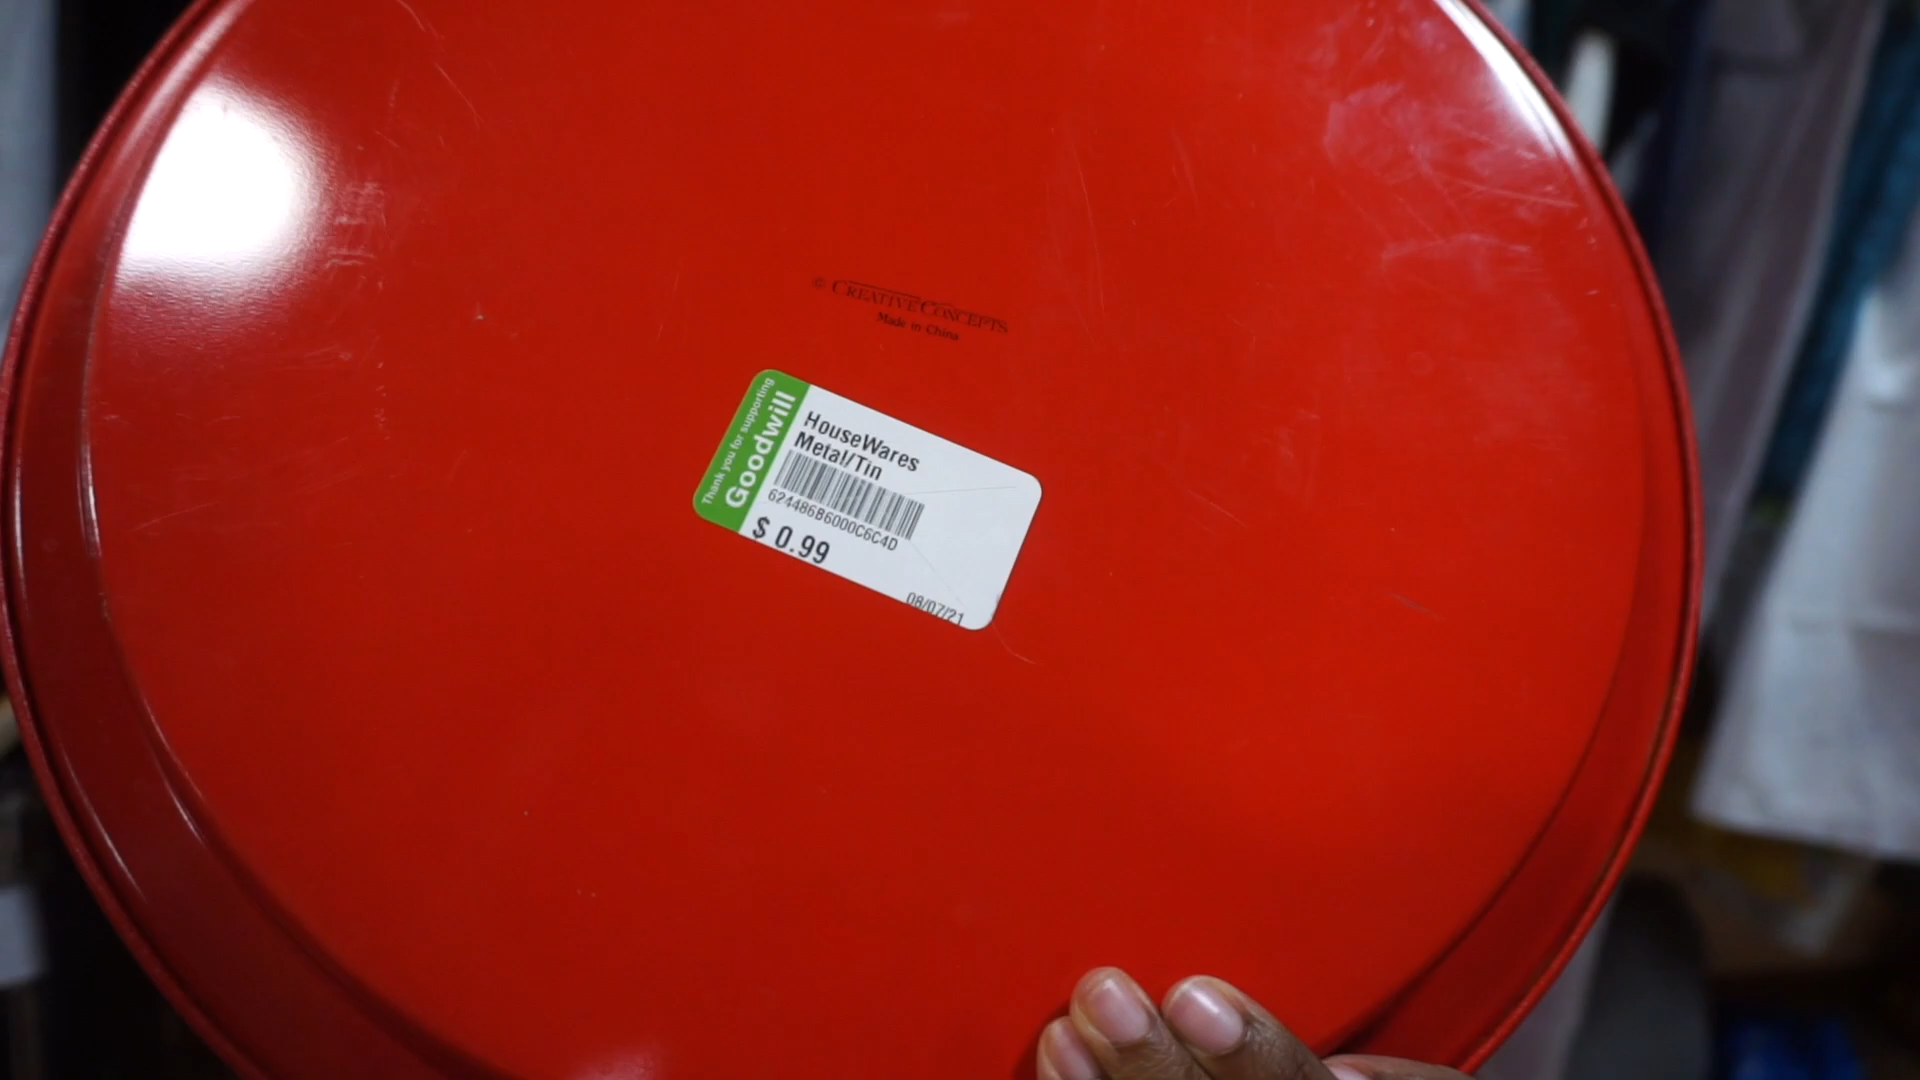 © CREATIVE CONCEPTS
Made in China
Thank you for supporting
Goodwill
HouseWares
Metal/Tin
624486B6000C6C4D
$ 0.99
08/07/21